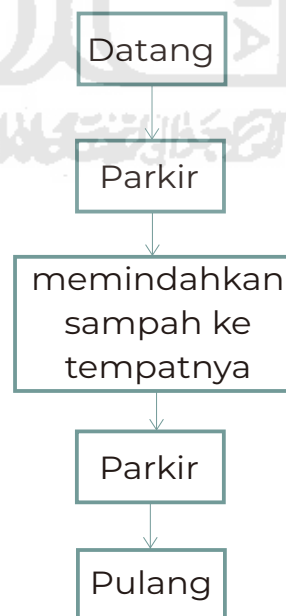 Datang
Parkir
memindahkan
sampah ke
tempatnya
Parkir
Pulang